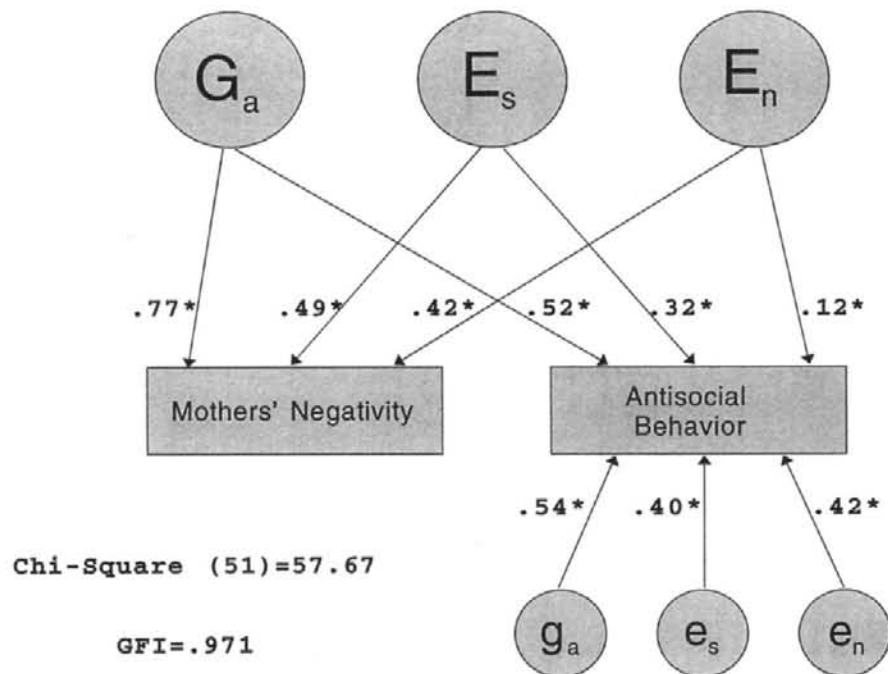 Ga Es En
.77* .49* .42* .52* .32* .12*
Mothers' Negativity
Antisocial
Behavior
.54* .40* .42*
Chi-Square (51)=57.67
ga es en
GFI=.971